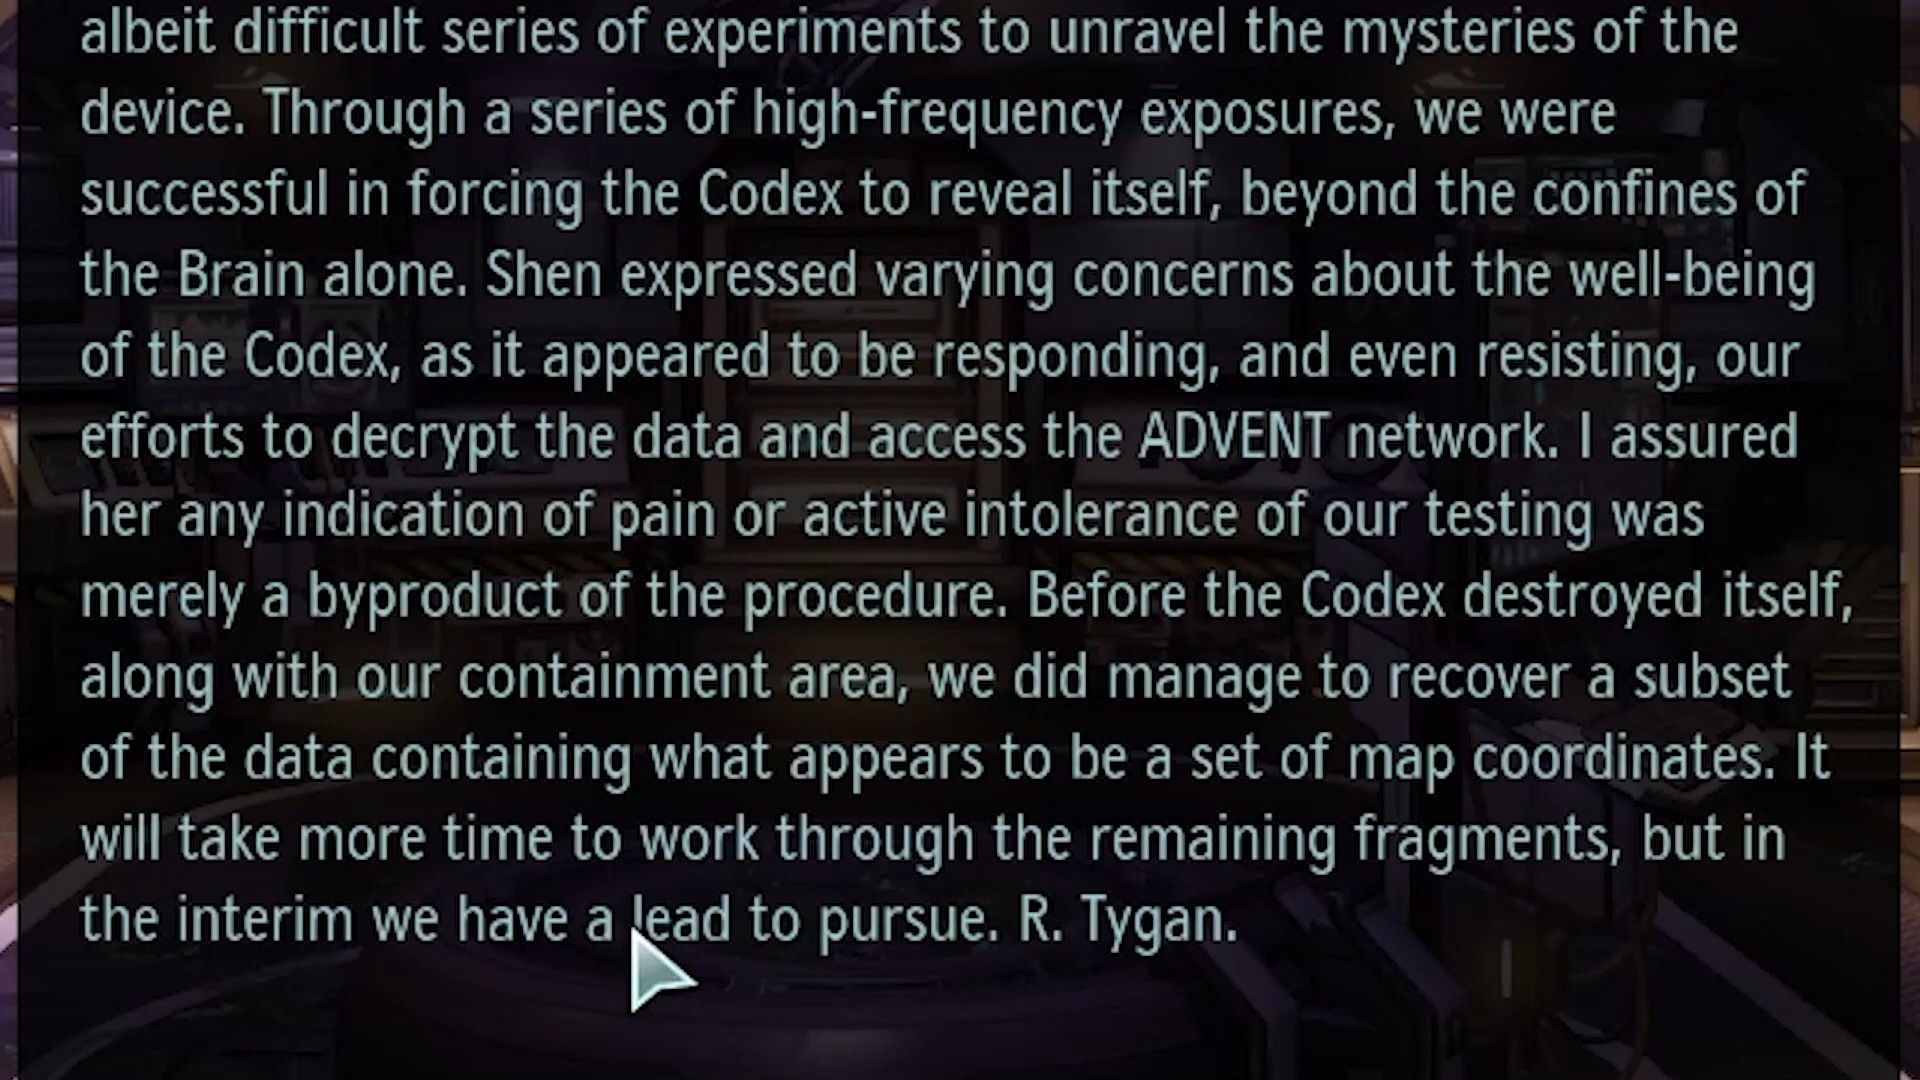 albeit difficult series of experiments to unravel the mysteries of the
device. Through a series of high-frequency exposures, we were
successful in forcing the Codex to reveal itself, beyond the confines of
the Brain alone. Shen expressed varying concerns about the well-being
of the Codex, as it appeared to be responding, and even resisting, our
efforts to decrypt the data and access the ADVENT network. I assured
her any indication of pain or active intolerance of our testing was
merely a byproduct of the procedure. Before the Codex destroyed itself,
along with our containment area, we did manage to recover a subset
of the data containing what appears to be a set of map coordinates. It
will take more time to work through the remaining fragments, but in
the interim we have a lead to pursue. R. Tygan.